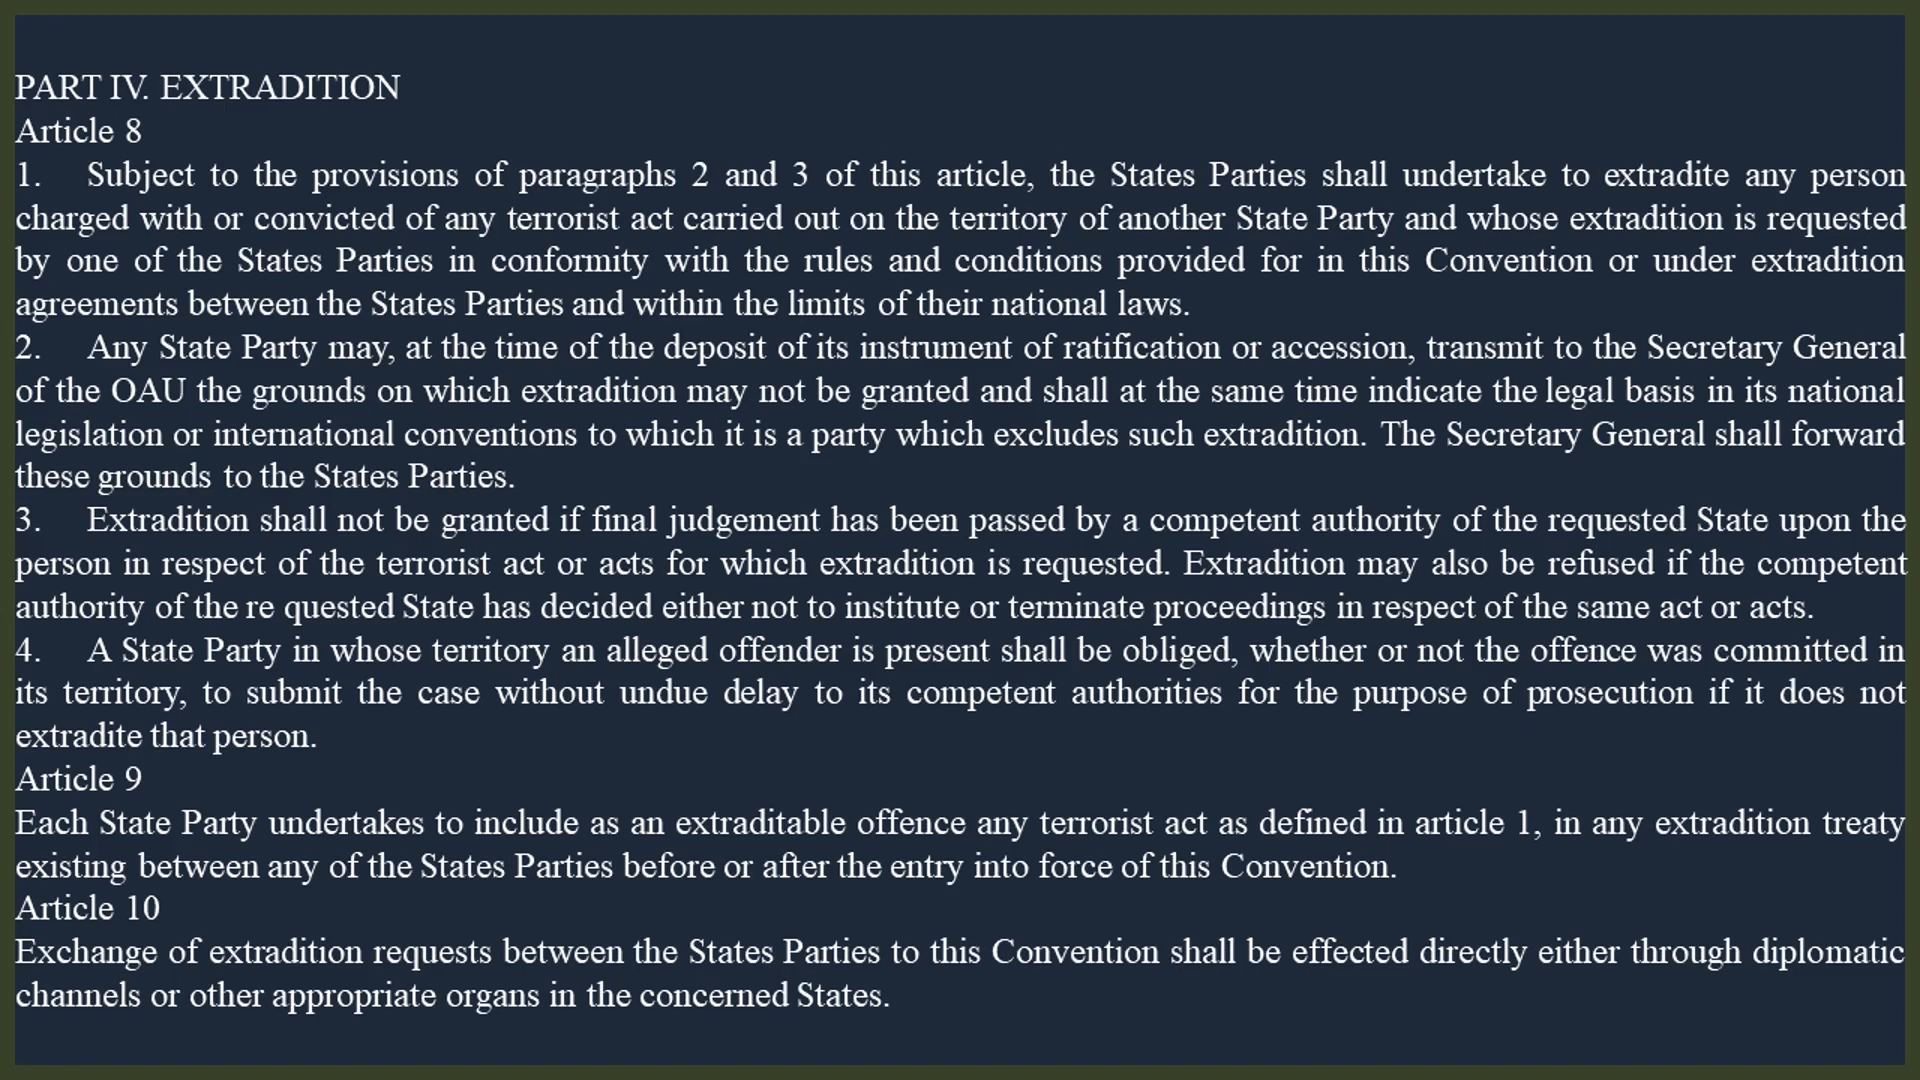 PART IV. EXTRADITION
Article 8
1. Subject to the provisions of paragraphs 2 and 3 of this article, the States Parties shall undertake to extradite any person
charged with or convicted of any terrorist act carried out on the territory of another State Party and whose extradition is requested
by one of the States Parties in conformity with the rules and conditions provided for in this Convention or under extradition
agreements between the States Parties and within the limits of their national laws.
2. Any State Party may, at the time of the deposit of its instrument of ratification or accession, transmit to the Secretary General
of the OAU the grounds on which extradition may not be granted and shall at the same time indicate the legal basis in its national
legislation or international conventions to which it is a party which excludes such extradition. The Secretary General shall forward
these grounds to the States Parties.
3. Extradition shall not be granted if final judgement has been passed by a competent authority of the requested State upon the
person in respect of the terrorist act or acts for which extradition is requested. Extradition may also be refused if the competent
authority of the re quested State has decided either not to institute or terminate proceedings in respect of the same act or acts.
4. A State Party in whose territory an alleged offender is present shall be obliged, whether or not the offence was committed in
its territory, to submit the case without undue delay to its competent authorities for the purpose of prosecution if it does not
extradite that person.
Article 9
Each State Party undertakes to include as an extraditable offence any terrorist act as defined in article 1, in any extradition treaty
existing between any of the States Parties before or after the entry into force of this Convention.
Article 10
Exchange of extradition requests between the States Parties to this Convention shall be effected directly either through diplomatic
channels or other appropriate organs in the concerned States.